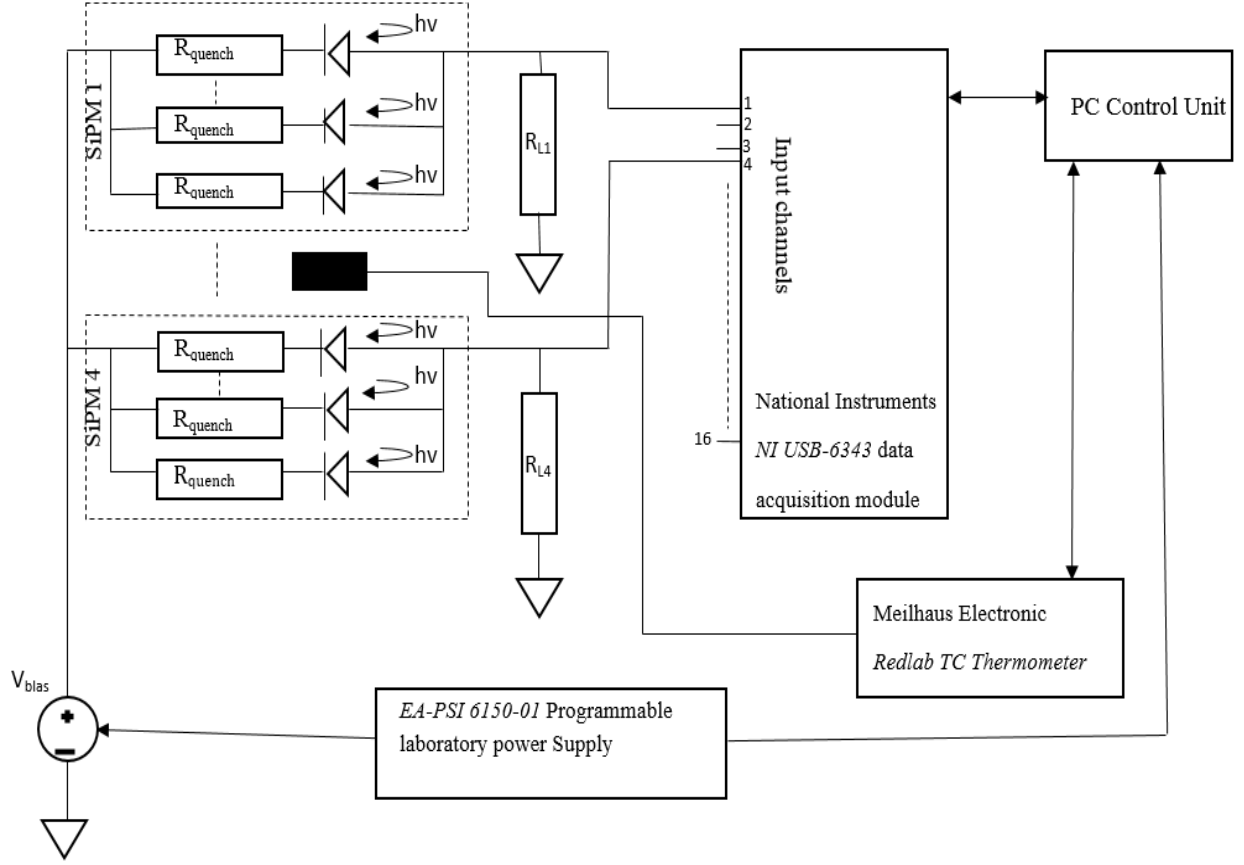 SiPM 1
Rquench
hv
Rquench
hv
Rquench
hv
RL1
1
2
3
4
Input channels
16
National Instruments
NI USB-6343 data
acquisition module
PC Control Unit
SiPM 4
Rquench
hv
Rquench
hv
Rquench
hv
RL4
Meilhaus Electronic
Redlab TC Thermometer
Vbias
+
−
EA-PSI 6150-01 Programmable
laboratory power Supply